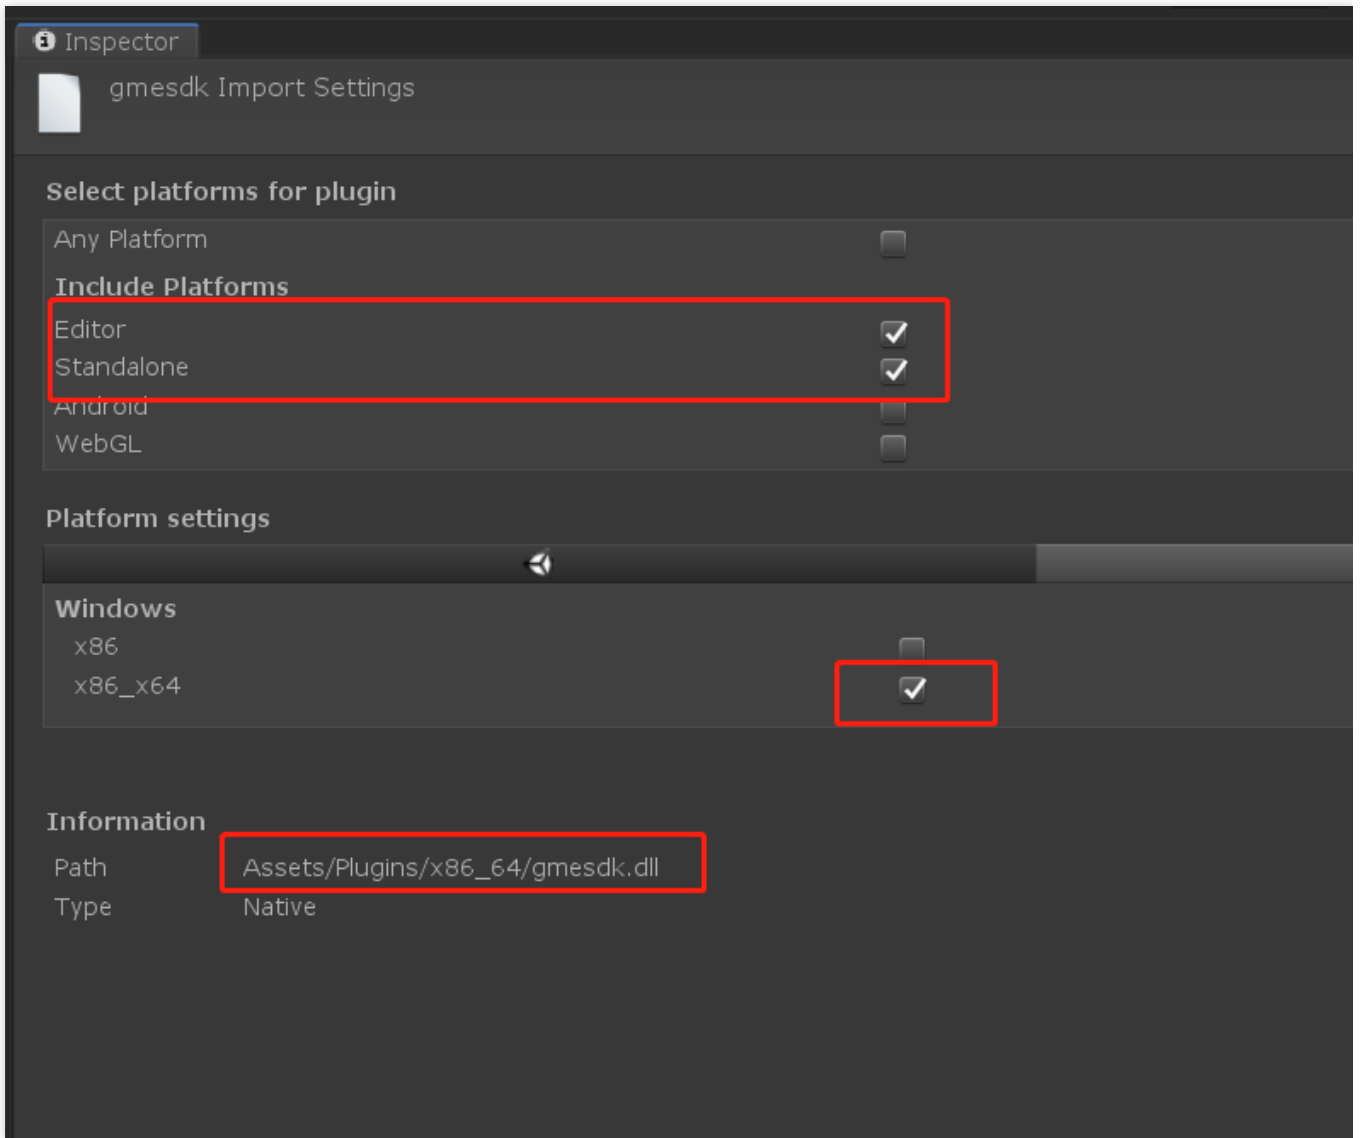 Inspector
gmesdk Import Settings
Select platforms for plugin
Any Platform
Include Platforms
Editor
Standalone
Android
WebGL
Platform settings
Windows
x86
x86_x64
Information
Path Assets/Plugins/x86_64/gmesdk.dll
Type Native